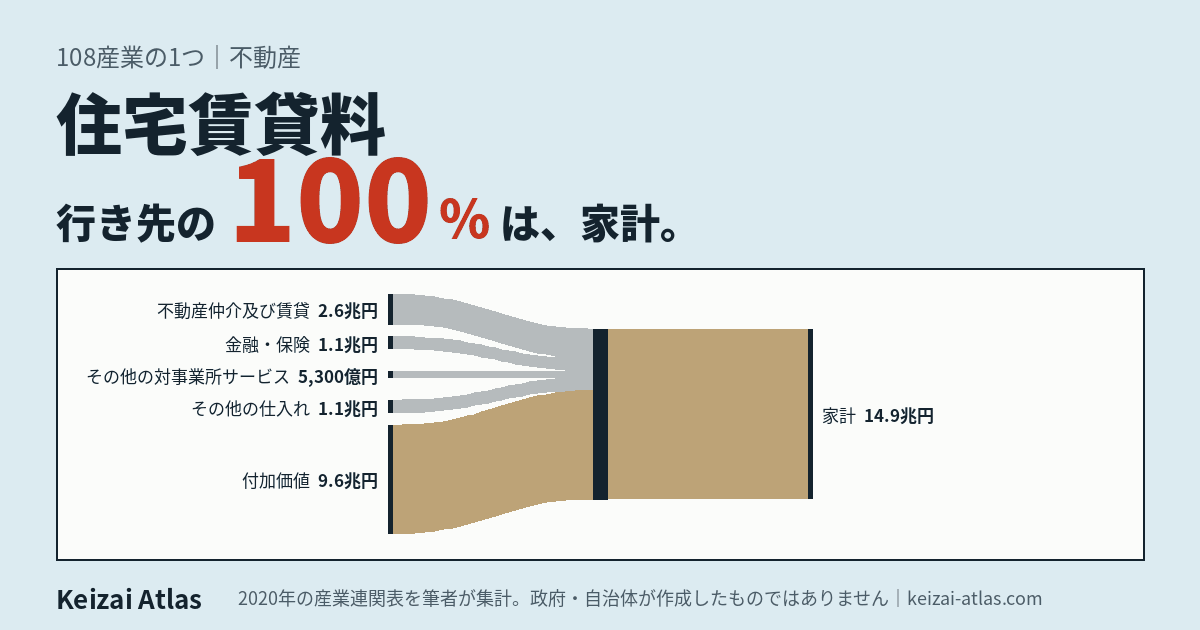 108産業の1つ｜不動産
住宅賃貸料
行き先の 100 % は、家計。
不動産仲介及び賃貸 2.6兆円
金融・保険 1.1兆円
その他の対事業所サービス 5,300億円
その他の仕入れ 1.1兆円
付加価値 9.6兆円
家計 14.9兆円
Keizai Atlas 2020年の産業連関表を筆者が集計。政府・自治体が作成したものではありません｜keizai-atlas.com